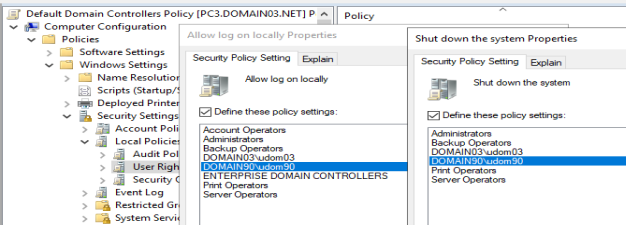 Default Domain Controllers Policy [PC3.DOMAIN03.NET] P
Computer Configuration
Policies
Software Settings
Windows Settings
Name Resolution
Scripts (Startup/S
Deployed Printer
Security Settings
Account Poli
Local Policies
Audit Pol
User Righ
Security O
Event Log
Restricted Gr
System Servic
Policy
Allow log on locally Properties
Security Policy Setting
Explain
Allow log on locally
Define these policy settings:
Account Operators
Administrators
Backup Operators
DOMAIN03\udom03
DOMAIN90\udom90
ENTERPRISE DOMAIN CONTROLLERS
Print Operators
Server Operators
Shut down the system Properties
Security Policy Setting
Explain
Shut down the system
Define these policy settings:
Administrators
Backup Operators
DOMAIN03\udom03
DOMAIN90\udom90
Print Operators
Server Operators